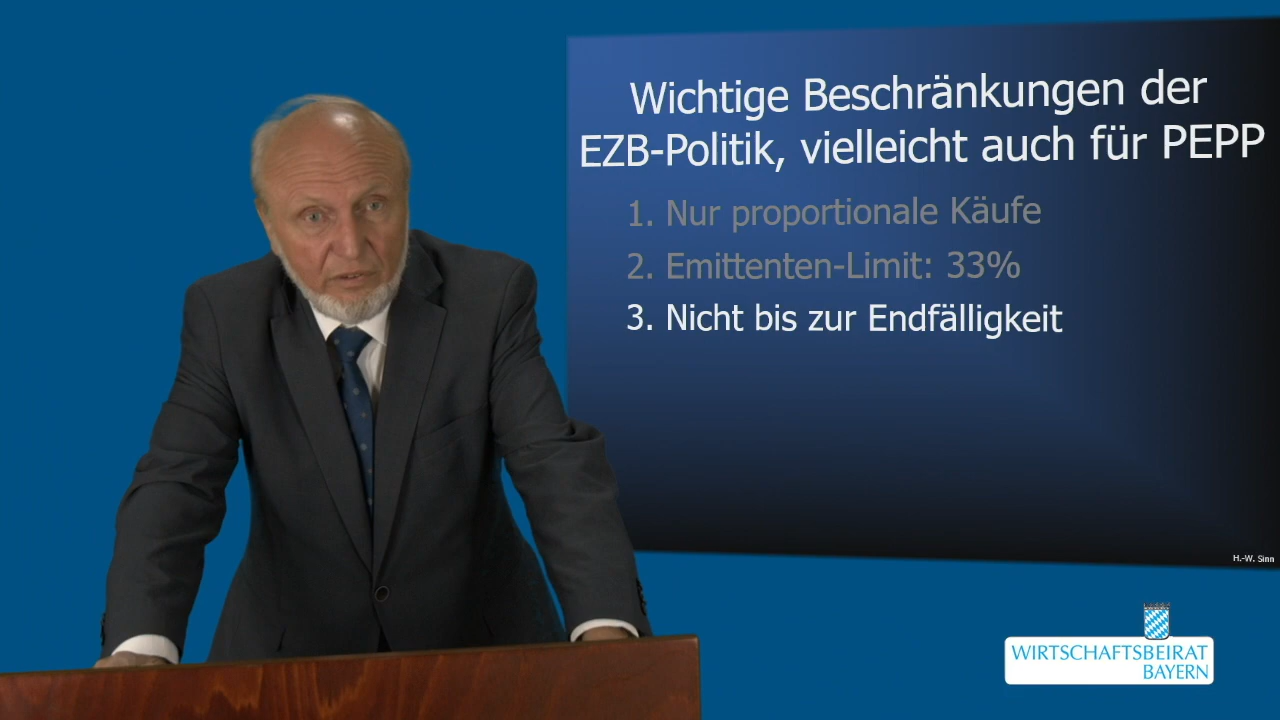 Wichtige Beschränkungen der
EZB-Politik, vielleicht auch für PEPP
1. Nur proportionale Käufe
2. Emittenten-Limit: 33%
3. Nicht bis zur Endfälligkeit
H.-W. Sinn
WIRTSCHAFTSBEIRAT
BAYERN